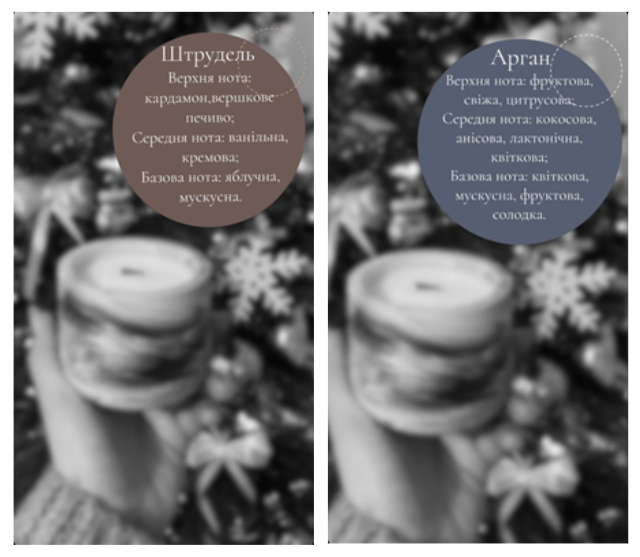 Штрудель
Верхня нота:
кардамон,вершкове
печиво;
Середня нота: ванільна,
кремова;
Базова нота: яблучна,
мускусна.
Арган
Верхня нота: фруктова,
свіжа, цитрусова;
Середня нота: кокосова,
анісова, лактонічна,
квіткова;
Базова нота: квіткова,
мускусна, фруктова,
солодка.